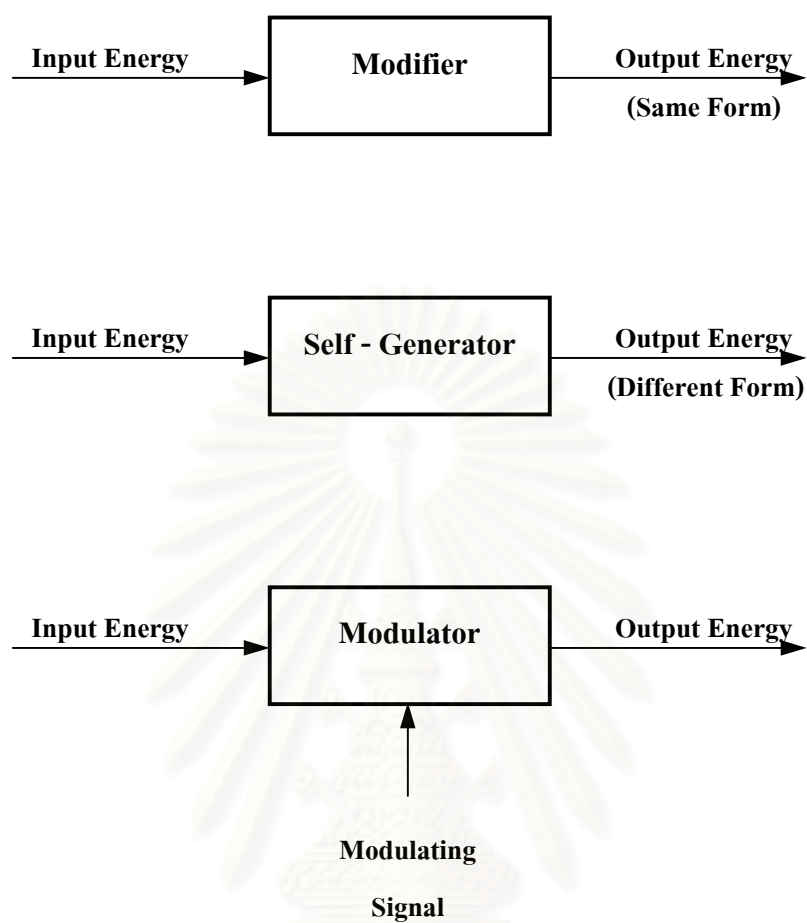 Input Energy
Modifier
Output Energy
(Same Form)
Input Energy
Self - Generator
Output Energy
(Different Form)
Input Energy
Modulator
Output Energy
Modulating
Signal